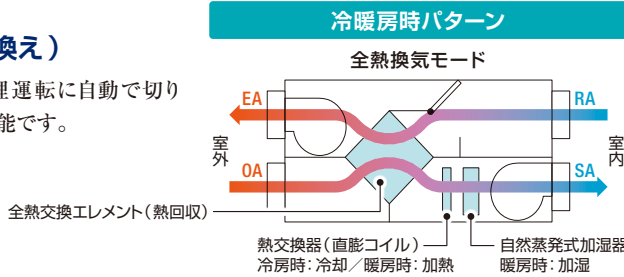 冷暖房時パターン
換え）
理運転に自動で切り
能です。
全熱換気モード
EA
RA
室外
室内
OA
SA
全熱交換エレメント（熱回収）
熱交換器（直膨コイル）
冷房時：冷却／暖房時：加熱
自然蒸発式加湿器
暖房時：加湿